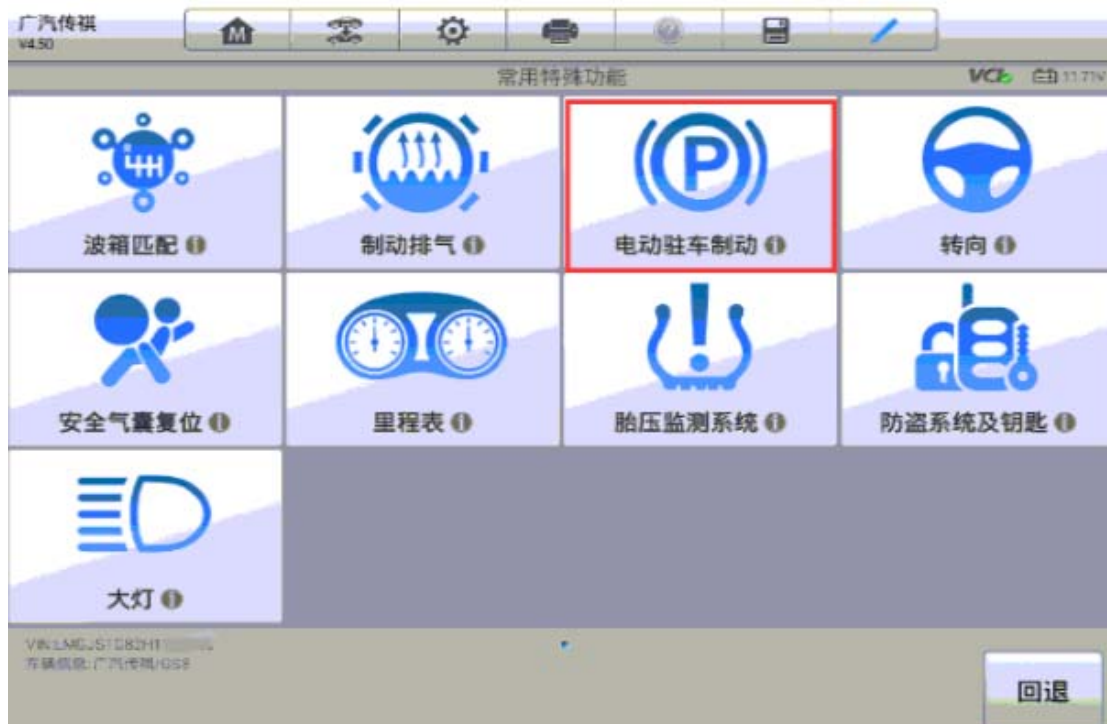 广汽传祺
V4.50
常用特殊功能
VCI 11.71V
波箱匹配
制动排气
电动驻车制动
转向
安全气囊复位
里程表
胎压监测系统
防盗系统及钥匙
大灯
车辆信息:广汽传祺/GS8
回退